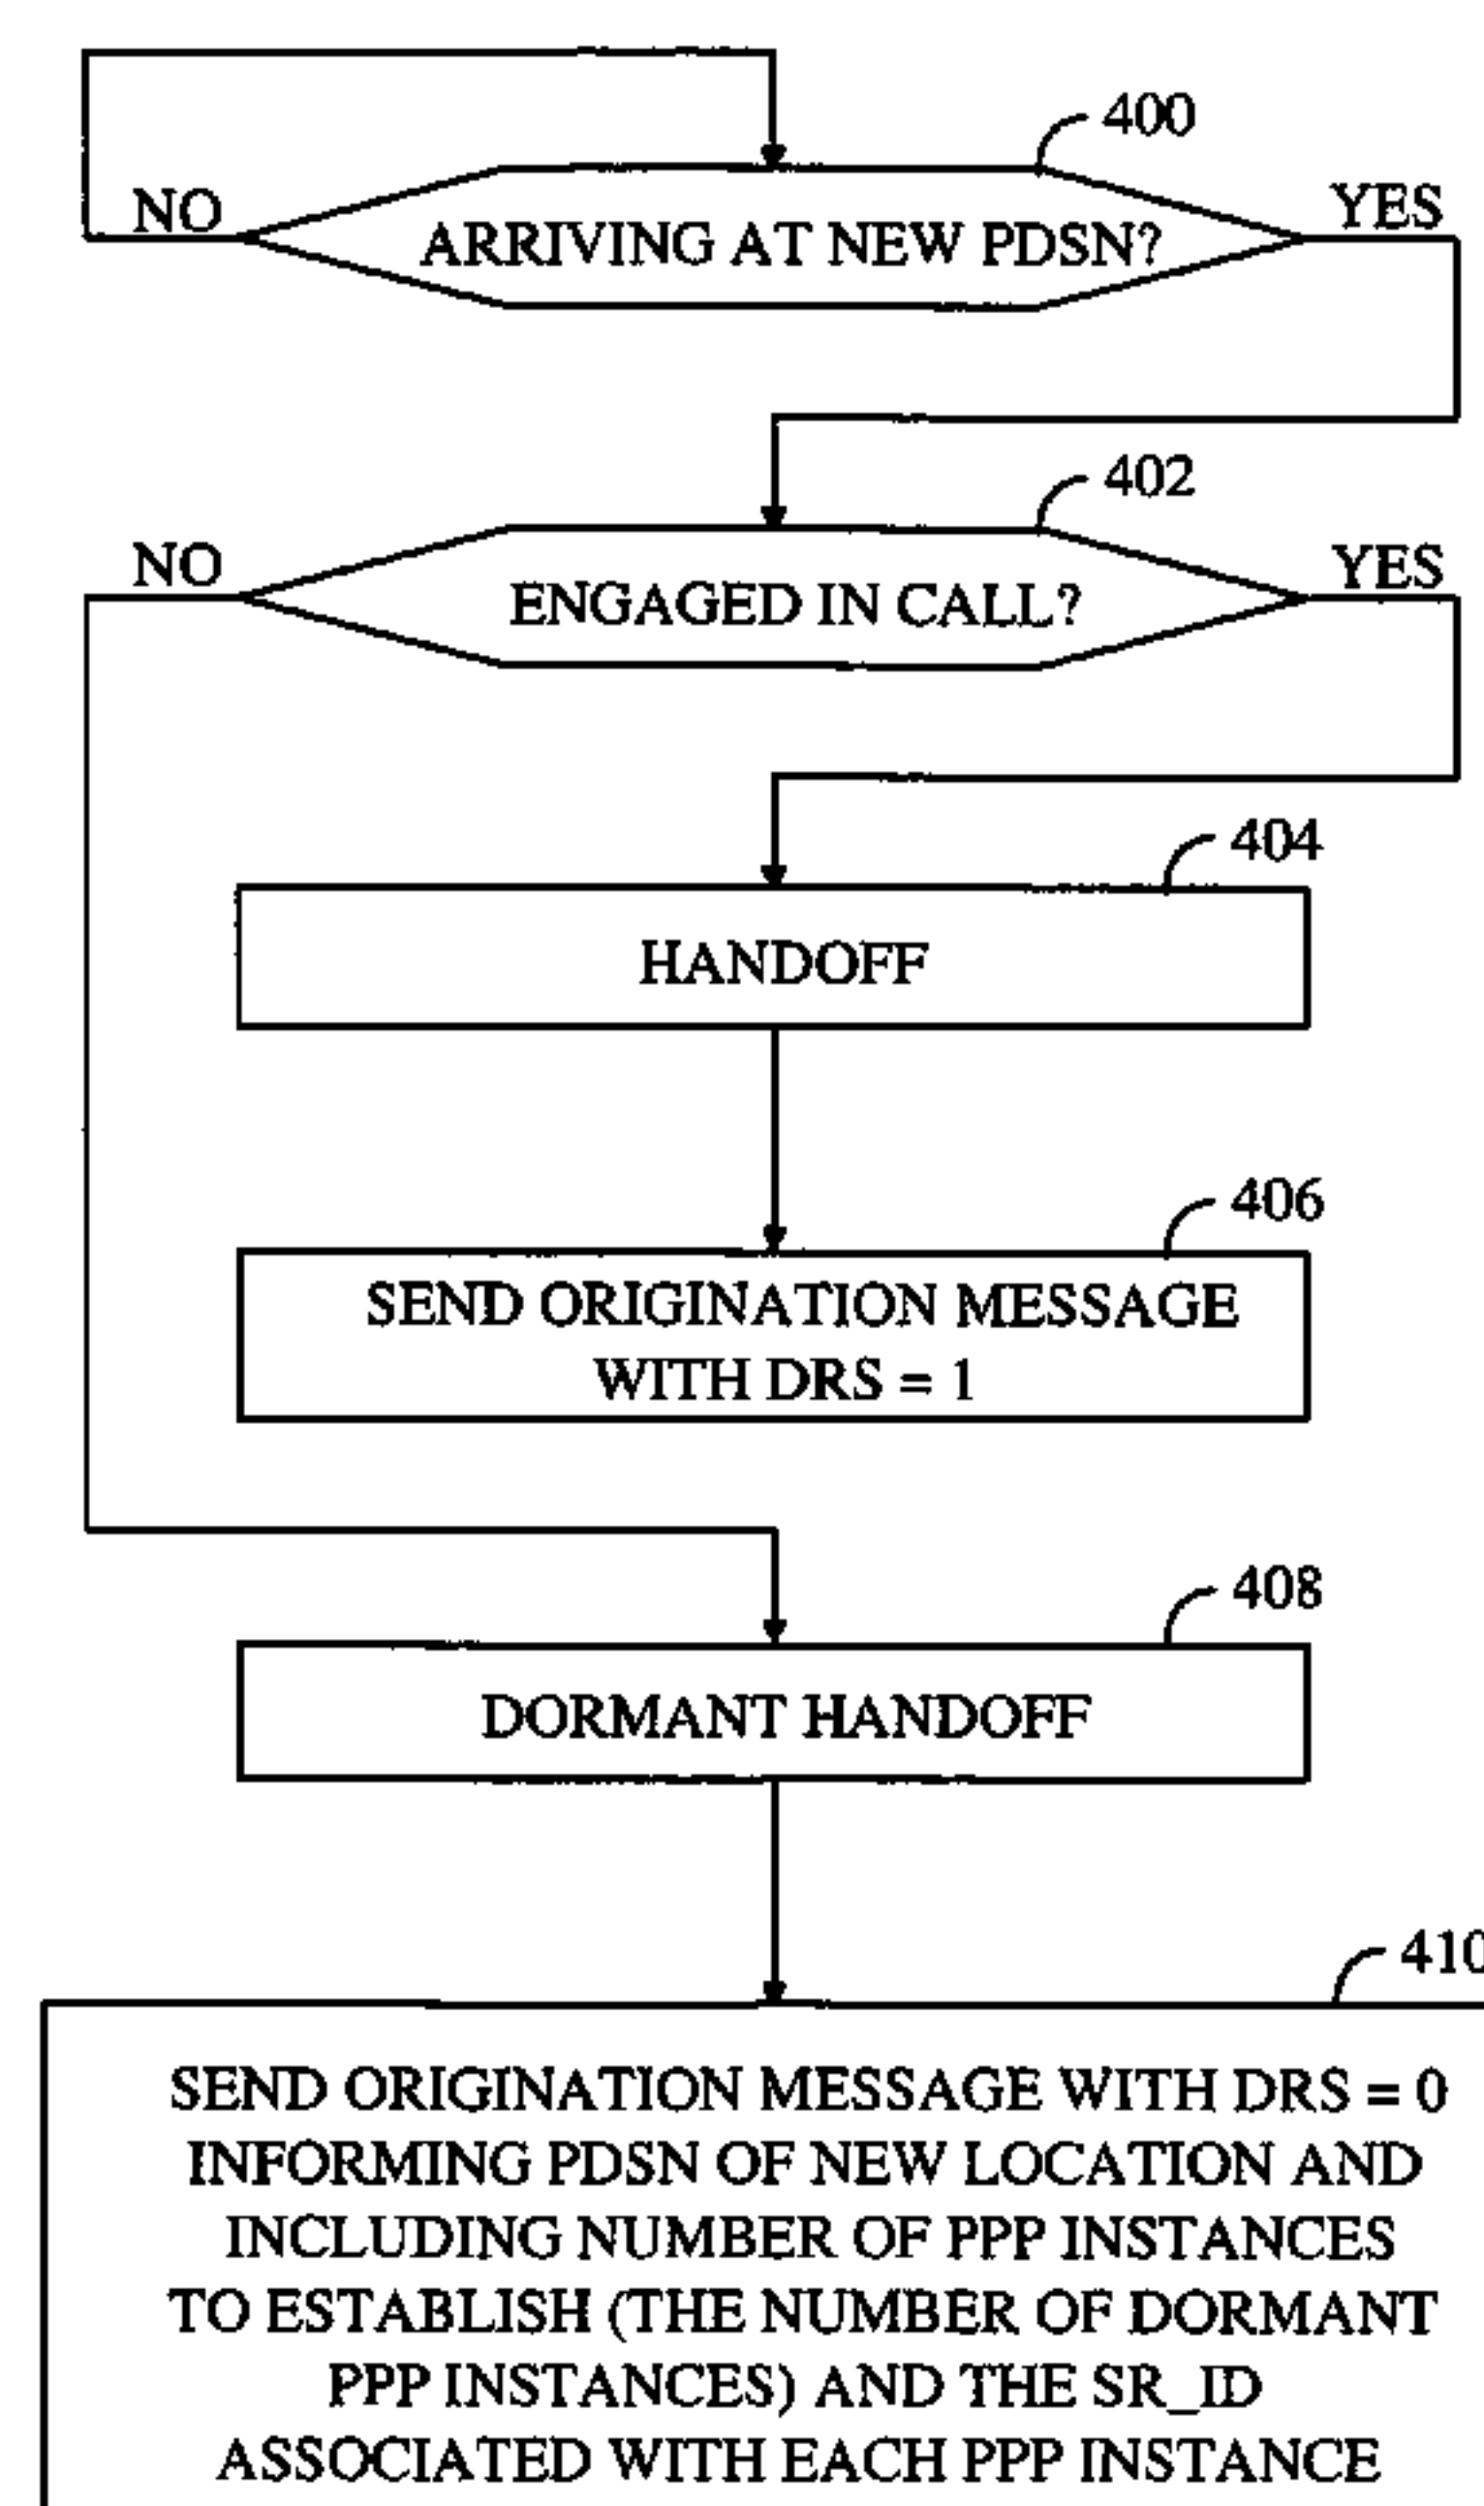 400
NO
YES
ARRIVING AT NEW PDSN?
402
NO
YES
ENGAGED IN CALL?
404
HANDOFF
406
SEND ORIGINATION MESSAGE
WITH DRS = 1
408
DORMANT HANDOFF
410
SEND ORIGINATION MESSAGE WITH DRS = 0
INFORMING PDSN OF NEW LOCATION AND
INCLUDING NUMBER OF PPP INSTANCES
TO ESTABLISH (THE NUMBER OF DORMANT
PPP INSTANCES) AND THE SR_ID
ASSOCIATED WITH EACH PPP INSTANCE